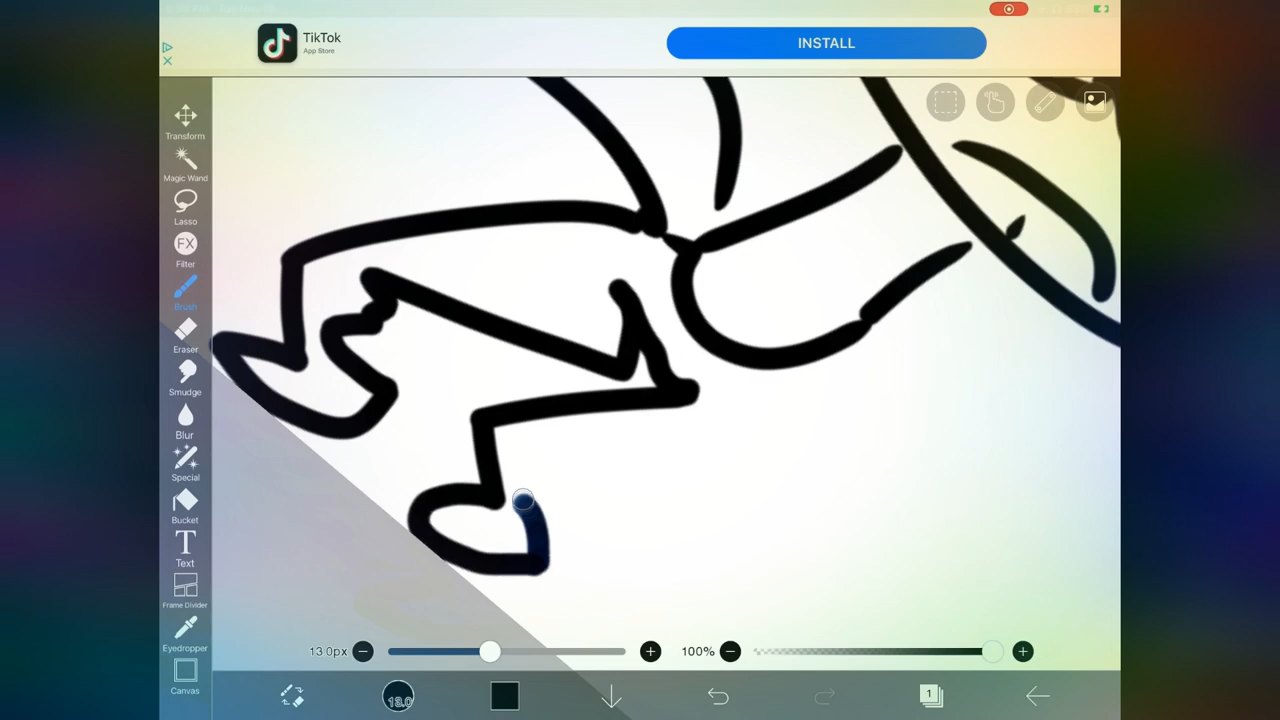 TikTok
App Store
INSTALL
Transform
Magic Wand
Lasso
FX
Filter
Brush
Eraser
Smudge
Blur
Special
Bucket
T
Text
Frame Divider
Eyedropper
Canvas
13.0px
100%
13.0
1